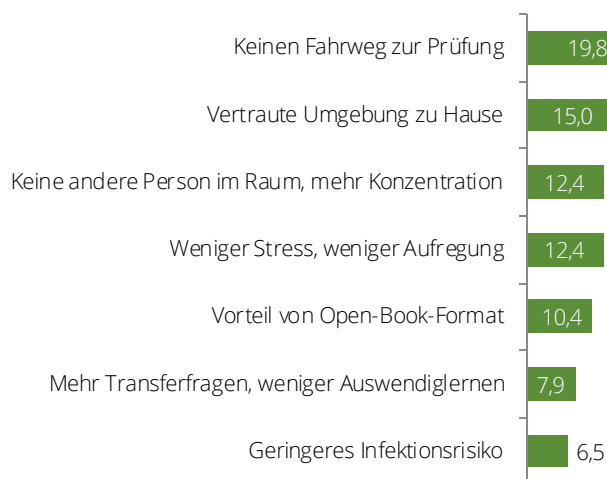 Keinen Fahrweg zur Prüfung 19,8
Vertraute Umgebung zu Hause 15,0
Keine andere Person im Raum, mehr Konzentration 12,4
Weniger Stress, weniger Aufregung 12,4
Vorteil von Open-Book-Format 10,4
Mehr Transferfragen, weniger Auswendiglernen 7,9
Geringeres Infektionsrisiko 6,5